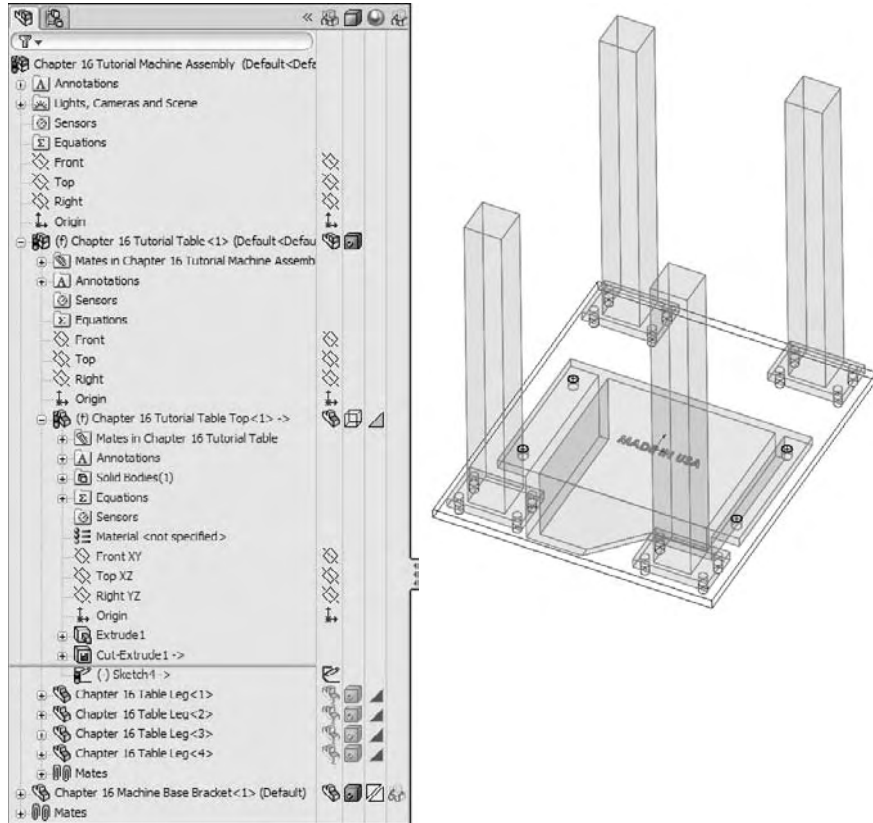 Chapter 16 Tutorial Machine Assembly (Default<Defa
Annotations
Lights, Cameras and Scene
Sensors
Equations
Front
Top
Right
Origin
(f) Chapter 16 Tutorial Table<1> (Default<Defau
Mates in Chapter 16 Tutorial Machine Assemb
Annotations
Sensors
Equations
Front
Top
Right
Origin
(f) Chapter 16 Tutorial Table Top<1> ->
Mates in Chapter 16 Tutorial Table
Annotations
Solid Bodies(1)
Equations
Sensors
Material <not specified>
Front XY
Top XZ
Right YZ
Origin
Extrude1
Cut-Extrude1 ->
(-) Sketch4 ->
Chapter 16 Table Leg<1>
Chapter 16 Table Leg<2>
Chapter 16 Table Leg<3>
Chapter 16 Table Leg<4>
Mates
Chapter 16 Machine Base Bracket<1> (Default)
Mates
MADE IN USA